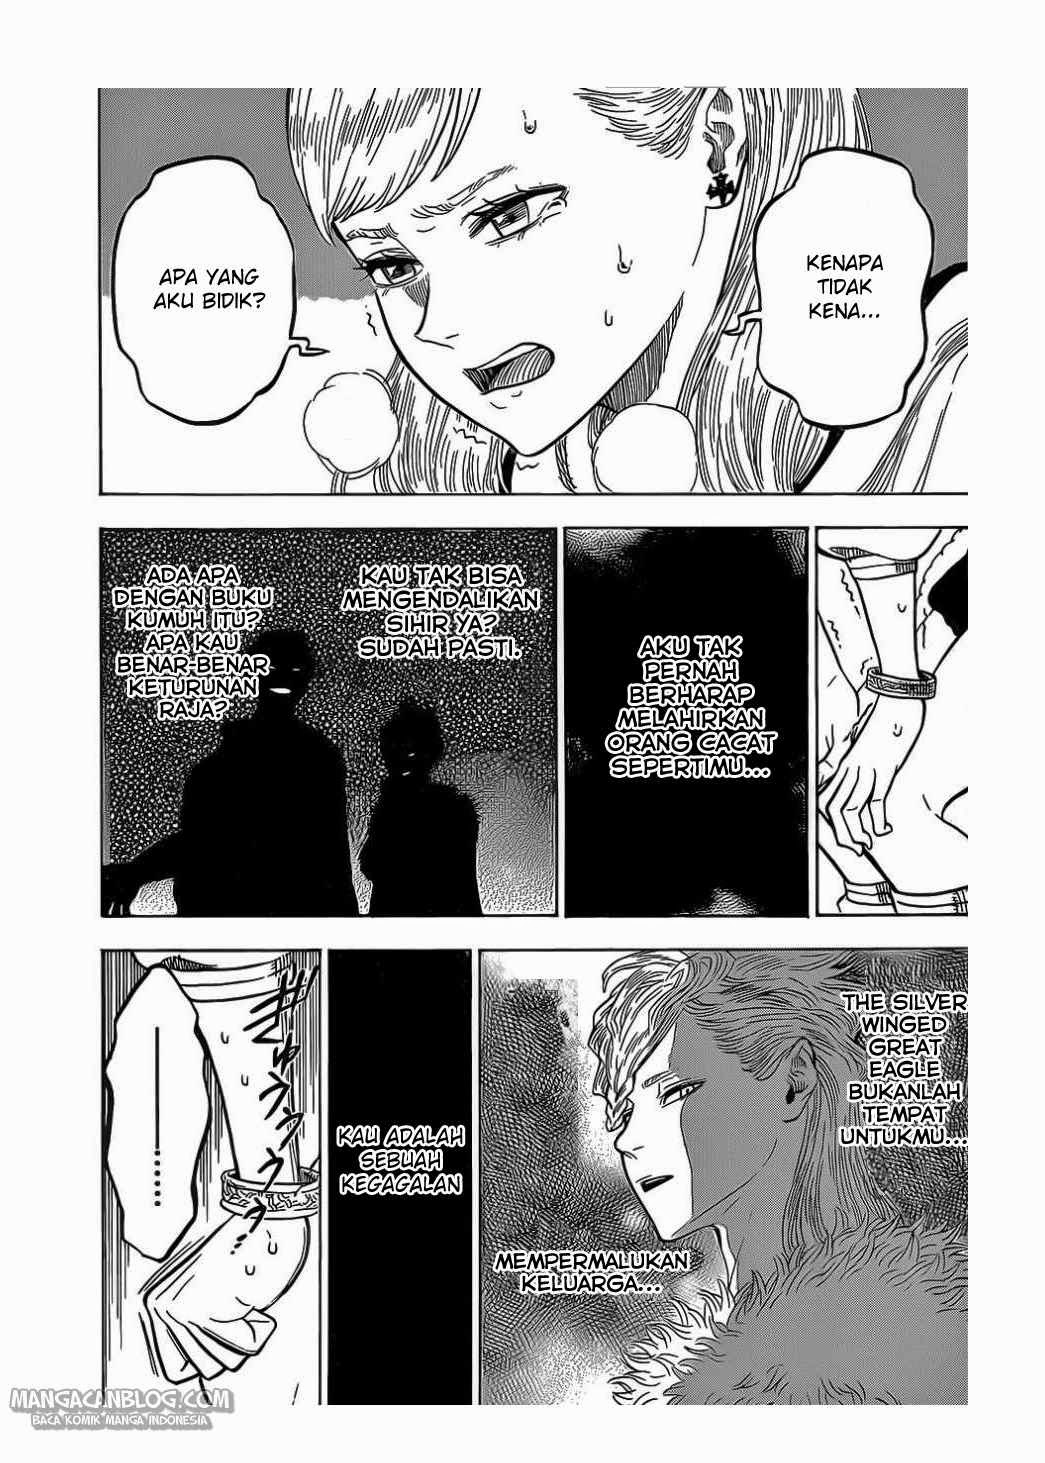 KENAPA
TIDAK
KENA...
APA YANG
AKU BIDIK?
AKU TAK
PERNAH
BERHARAP
MELAHIRKAN
ORANG CACAT
SEPERTIMU...
KAU TAK BISA
MENGENDALIKAN
SIHIR YA?
SUDAH PASTI.
ADA APA
DENGAN BUKU
KUMUH ITU?
APA KAU
BENAR-BENAR
KETURUNAN
RAJA?
THE SILVER
WINGED
GREAT
EAGLE
BUKANLAH
TEMPAT
UNTUKMU...
MEMPERMALUKAN
KELUARGA...
KAU ADALAH
SEBUAH
KEGAGALAN
MANGACANBLOG.COM
BACA KOMIK MANGA INDONESIA